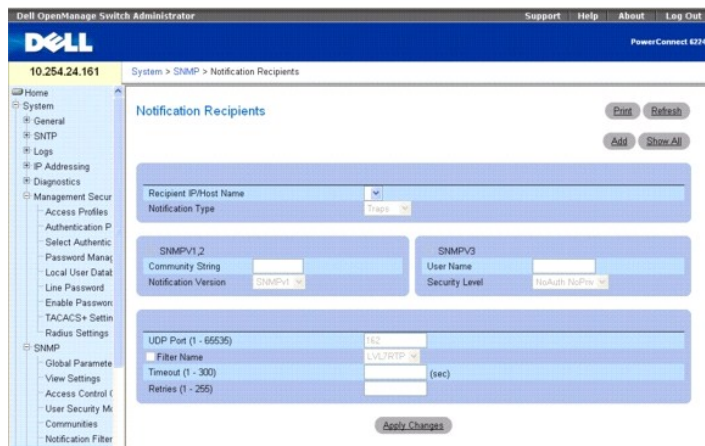 Dell OpenManage Switch Administrator
Support Help About Log Out
DELL
PowerConnect 6224
10.254.24.161
System > SNMP > Notification Recipients
Home
System
General
SNTP
Logs
IP Addressing
Diagnostics
Management Secur
Access Profiles
Authentication P
Select Authentic
Password Manag
Local User Datab
Line Password
Enable Passwor
TACACS+ Settin
Radius Settings
SNMP
Global Paramete
View Settings
Access Control
User Security Mo
Communities
Notification Filter
Notification Recipients
Print Refresh
Add Show All
Recipient IP/Host Name
Notification Type Traps
SNMPV1,2
Community String
Notification Version SNMPv1
SNMPV3
User Name
Security Level NoAuth NoPriv
UDP Port (1 - 65535) 162
Filter Name LVL7RTP
Timeout (1 - 300) (sec)
Retries (1 - 255)
Apply Changes